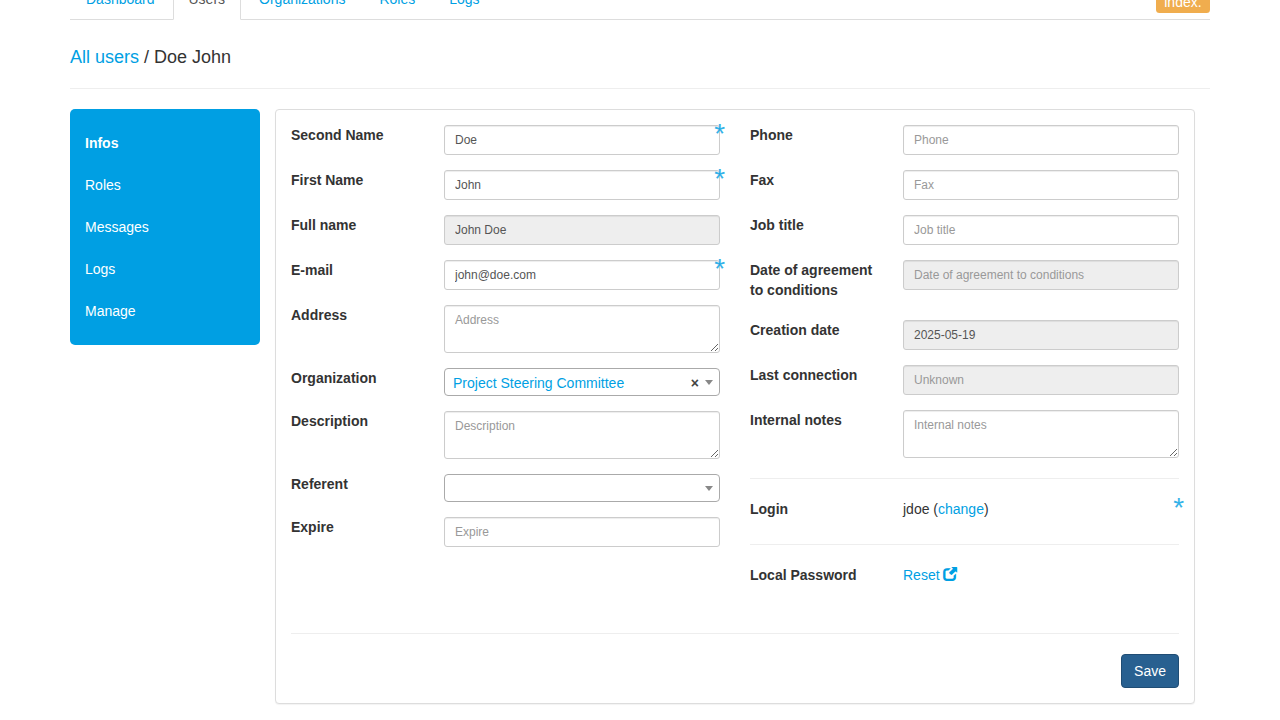 Dashboard Users Organizations Roles Logs index.
All users / Doe John
Infos
Roles
Messages
Logs
Manage
Second Name Doe *
First Name John *
Full name John Doe
E-mail john@doe.com *
Address Address
Organization Project Steering Committee × 
Description Description
Referent
Expire Expire
Phone Phone
Fax Fax
Job title Job title
Date of agreement Date of agreement to conditions
to conditions
Creation date 2025-05-19
Last connection Unknown
Internal notes Internal notes
Login jdoe (change) *
Local Password Reset
Save